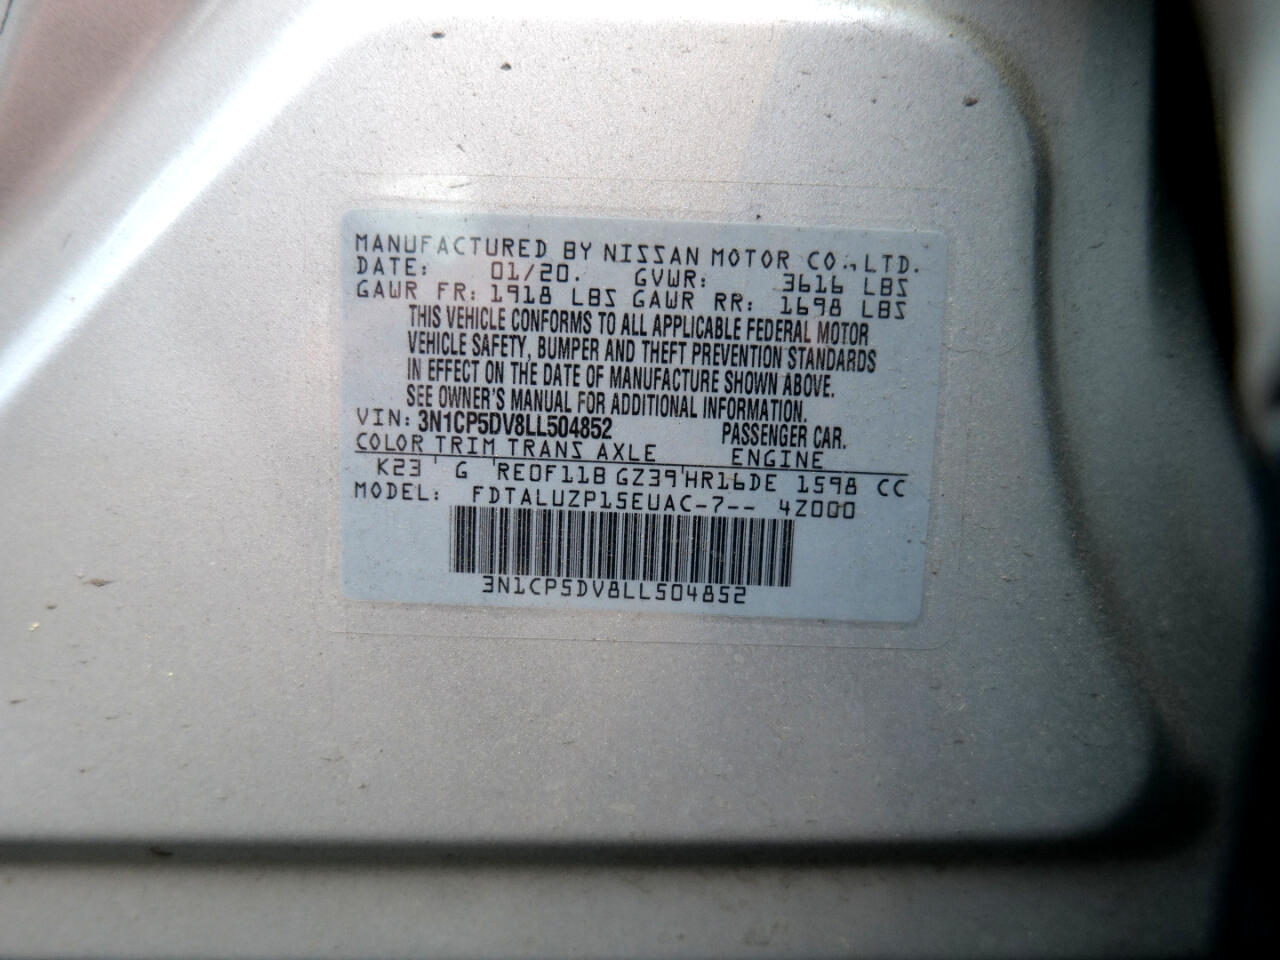 MANUFACTURED BY NISSAN MOTOR CO.,LTD.
DATE: 01/20. GVWR: 3616 LBS
GAWR FR: 1918 LBS GAWR RR: 1698 LBS
THIS VEHICLE CONFORMS TO ALL APPLICABLE FEDERAL MOTOR
VEHICLE SAFETY, BUMPER AND THEFT PREVENTION STANDARDS
IN EFFECT ON THE DATE OF MANUFACTURE SHOWN ABOVE.
SEE OWNER'S MANUAL FOR ADDITIONAL INFORMATION.
VIN: 3N1CP5DV8LL504852 PASSENGER CAR.
COLOR TRIM TRANS AXLE ENGINE
K23 G RE0F11B GZ39 HR16DE 1598 CC
MODEL: FDTALUZP15EUAC-7-- 4Z000
3N1CP5DV8LL504852